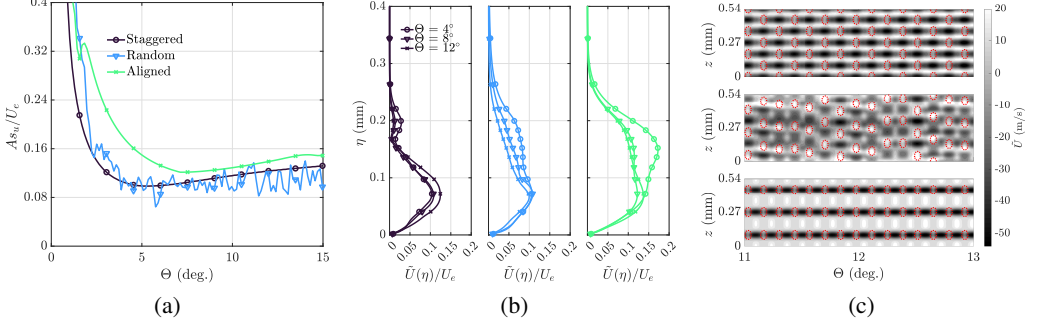 0.4
0.32
0.24
0.16
0.08
0
As_u/U_e
Staggered
Random
Aligned
0
5
10
15
Θ (deg.)
(a)
0.4
0.3
0.2
0.1
0
η (mm)
Θ = 4°
Θ = 8°
Θ = 12°
0 0.05 0.1 0.15 0.2
0 0.05 0.1 0.15 0.2
0 0.05 0.1 0.15 0.2
Ũ(η)/U_e
Ũ(η)/U_e
Ũ(η)/U_e
(b)
0.54
0.27
0
z (mm)
0.54
0.27
0
z (mm)
0.54
0.27
0
z (mm)
11
12
13
Θ (deg.)
20
10
0
-10
-20
-30
-40
-50
Ũ (m/s)
(c)